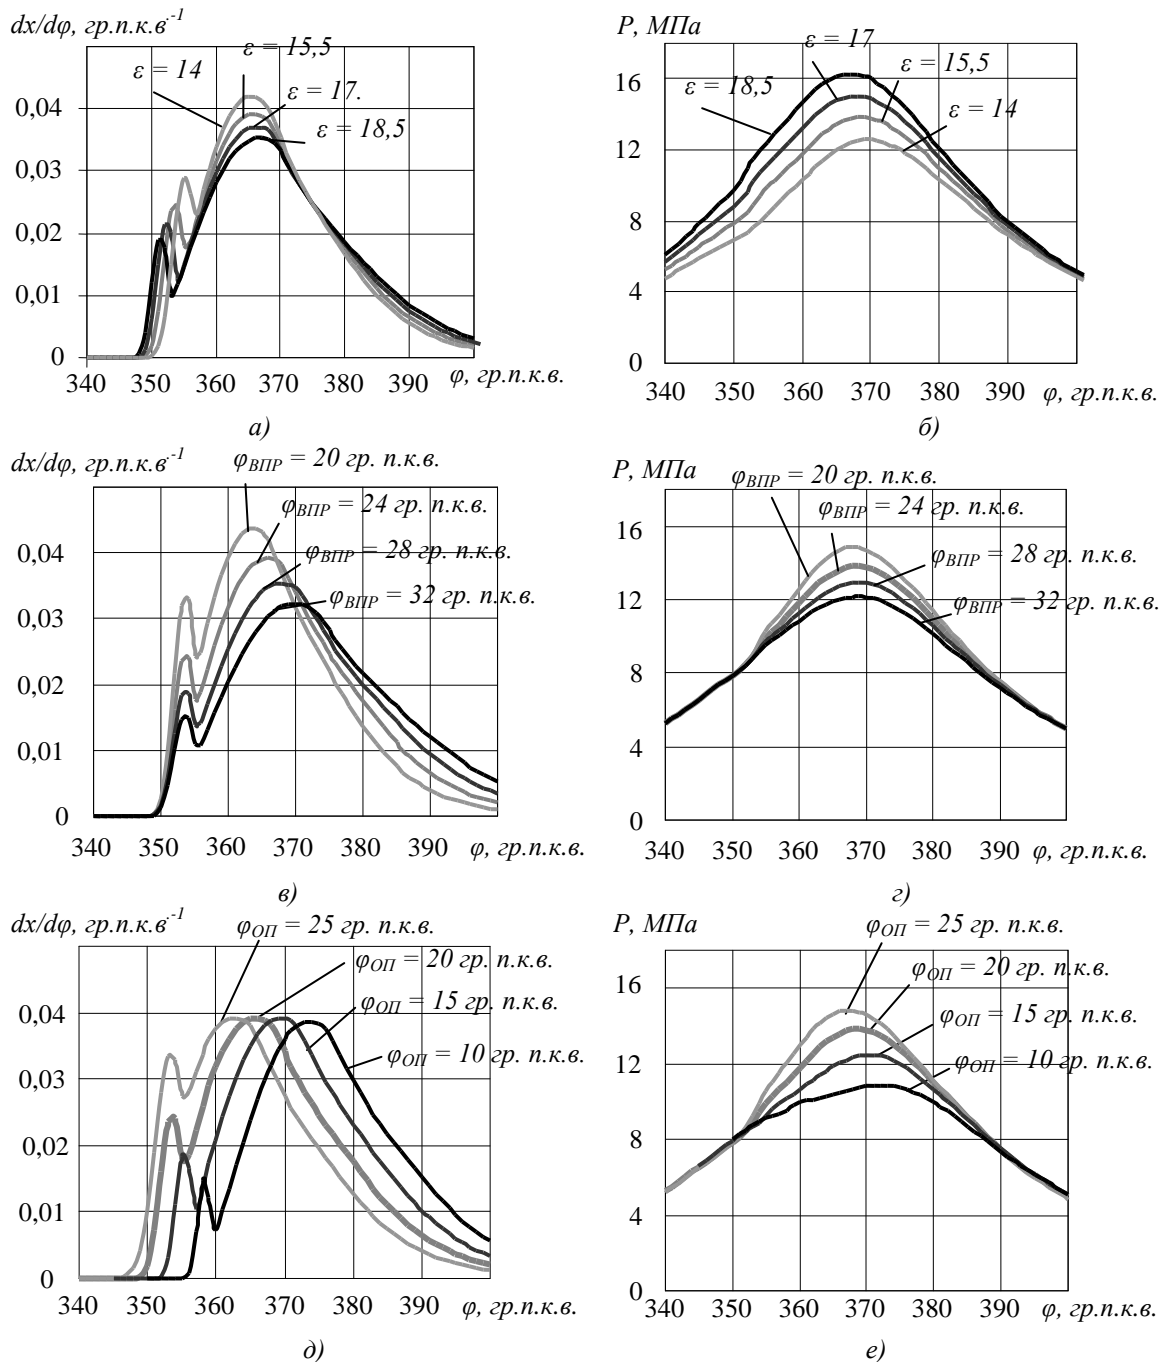 dx/dφ, гр.п.к.в.-1
ε = 15,5
ε = 14
ε = 17.
ε = 18,5
0,04
0,03
0,02
0,01
0
340 350 360 370 380 390 φ, гр.п.к.в.
а)
P, МПа
ε = 17
ε = 15,5
ε = 18,5
ε = 14
16
12
8
4
0
340 350 360 370 380 390 φ, гр.п.к.в.
б)
dx/dφ, гр.п.к.в.-1
φВПР = 20 гр. п.к.в.
φВПР = 24 гр. п.к.в.
φВПР = 28 гр. п.к.в.
φВПР = 32 гр. п.к.в.
0,04
0,03
0,02
0,01
0
340 350 360 370 380 390 φ, гр.п.к.в.
в)
P, МПа
φВПР = 20 гр. п.к.в.
φВПР = 24 гр. п.к.в.
φВПР = 28 гр. п.к.в.
φВПР = 32 гр. п.к.в.
16
12
8
4
0
340 350 360 370 380 390 φ, гр.п.к.в.
г)
dx/dφ, гр.п.к.в.-1
φОП = 25 гр. п.к.в.
φОП = 20 гр. п.к.в.
φОП = 15 гр. п.к.в.
φОП = 10 гр. п.к.в.
0,04
0,03
0,02
0,01
0
340 350 360 370 380 390 φ, гр.п.к.в.
д)
P, МПа
φОП = 25 гр. п.к.в.
φОП = 20 гр. п.к.в.
φОП = 15 гр. п.к.в.
φОП = 10 гр. п.к.в.
16
12
8
4
0
340 350 360 370 380 390 φ, гр.п.к.в.
е)